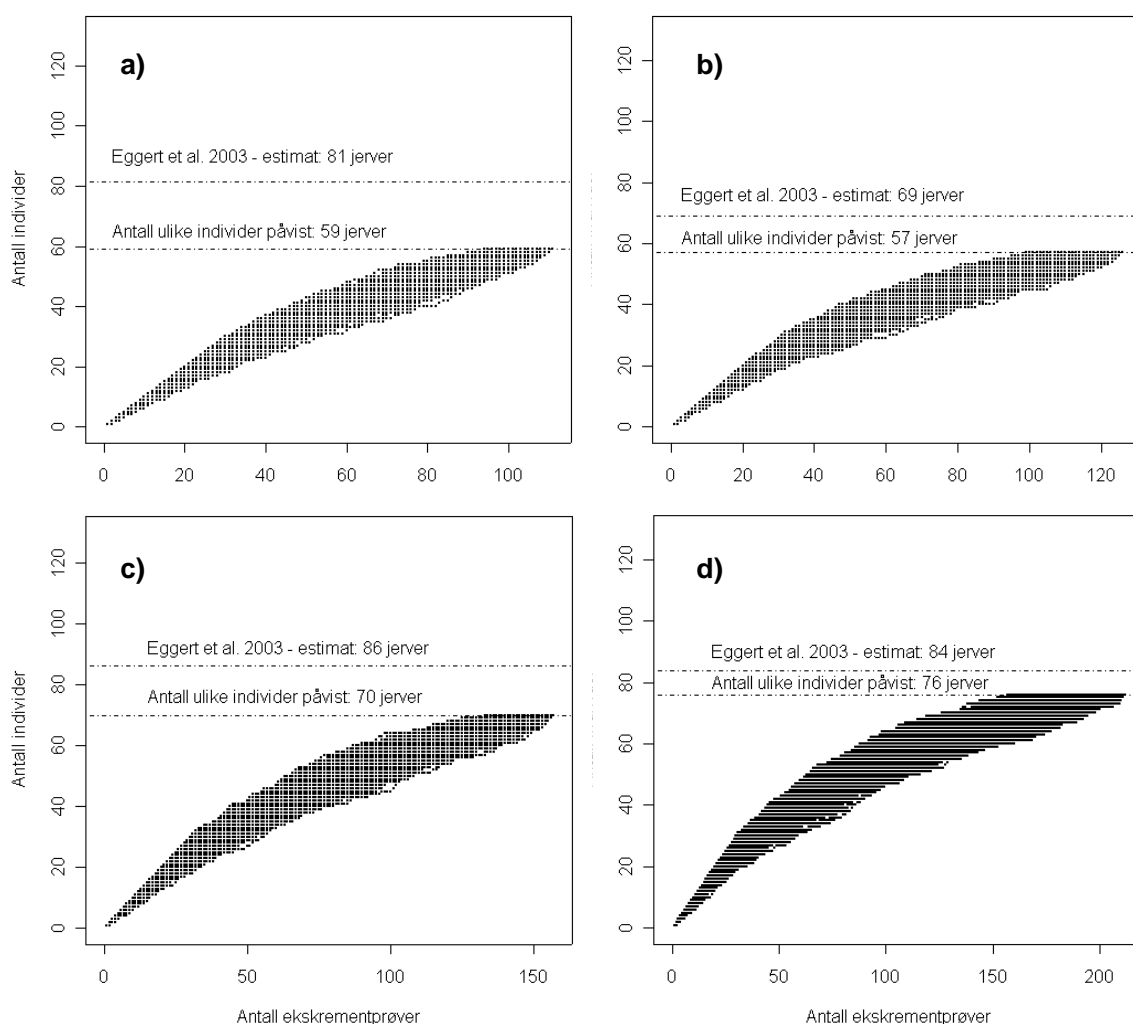 a)
Antall individer
120
100
80
60
40
20
0
Eggert et al. 2003 - estimat: 81 jerver
Antall ulike individer påvist: 59 jerver
0 20 40 60 80 100
b)
120
100
80
60
40
20
0
Eggert et al. 2003 - estimat: 69 jerver
Antall ulike individer påvist: 57 jerver
0 20 40 60 80 100 120
c)
Antall individer
120
100
80
60
40
20
0
Eggert et al. 2003 - estimat: 86 jerver
Antall ulike individer påvist: 70 jerver
0 50 100 150
Antall ekskrementprøver
d)
120
100
80
60
40
20
0
Eggert et al. 2003 - estimat: 84 jerver
Antall ulike individer påvist: 76 jerver
0 50 100 150 200
Antall ekskrementprøver